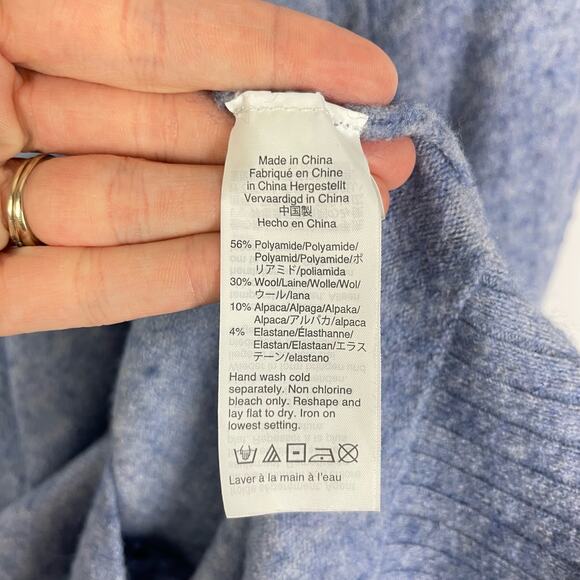 Made in China
Fabriqué en Chine
in China Hergestellt
Vervaardigd in China
中国製
Hecho en China
56% Polyamide/Polyamide/
Polyamid/Polyamide/ポ
リアミド/poliamida
30% Wool/Laine/Wolle/Wol/
ウール/lana
10% Alpaca/Alpaga/Alpaka/
Alpaca/アルパカ/alpaca
4% Elastane/Élasthanne/
Elastan/Elastaan/エラス
テーン/elastano
Hand wash cold
separately. Non chlorine
bleach only. Reshape and
lay flat to dry. Iron on
lowest setting.
Laver à la main à l'eau